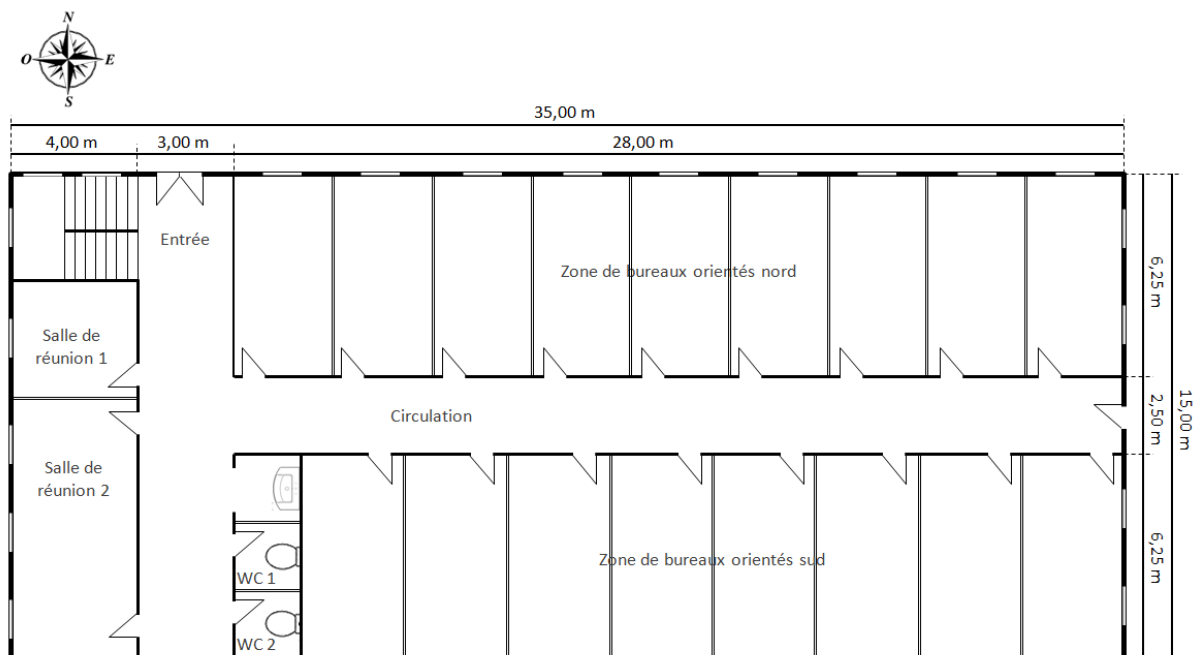 N
O
E
S
35,00 m
4,00 m
3,00 m
28,00 m
Entrée
Zone de bureaux orientés nord
6,25 m
Salle de
réunion 1
Circulation
2,50 m
15,00 m
Salle de
réunion 2
Zone de bureaux orientés sud
6,25 m
WC 1
WC 2